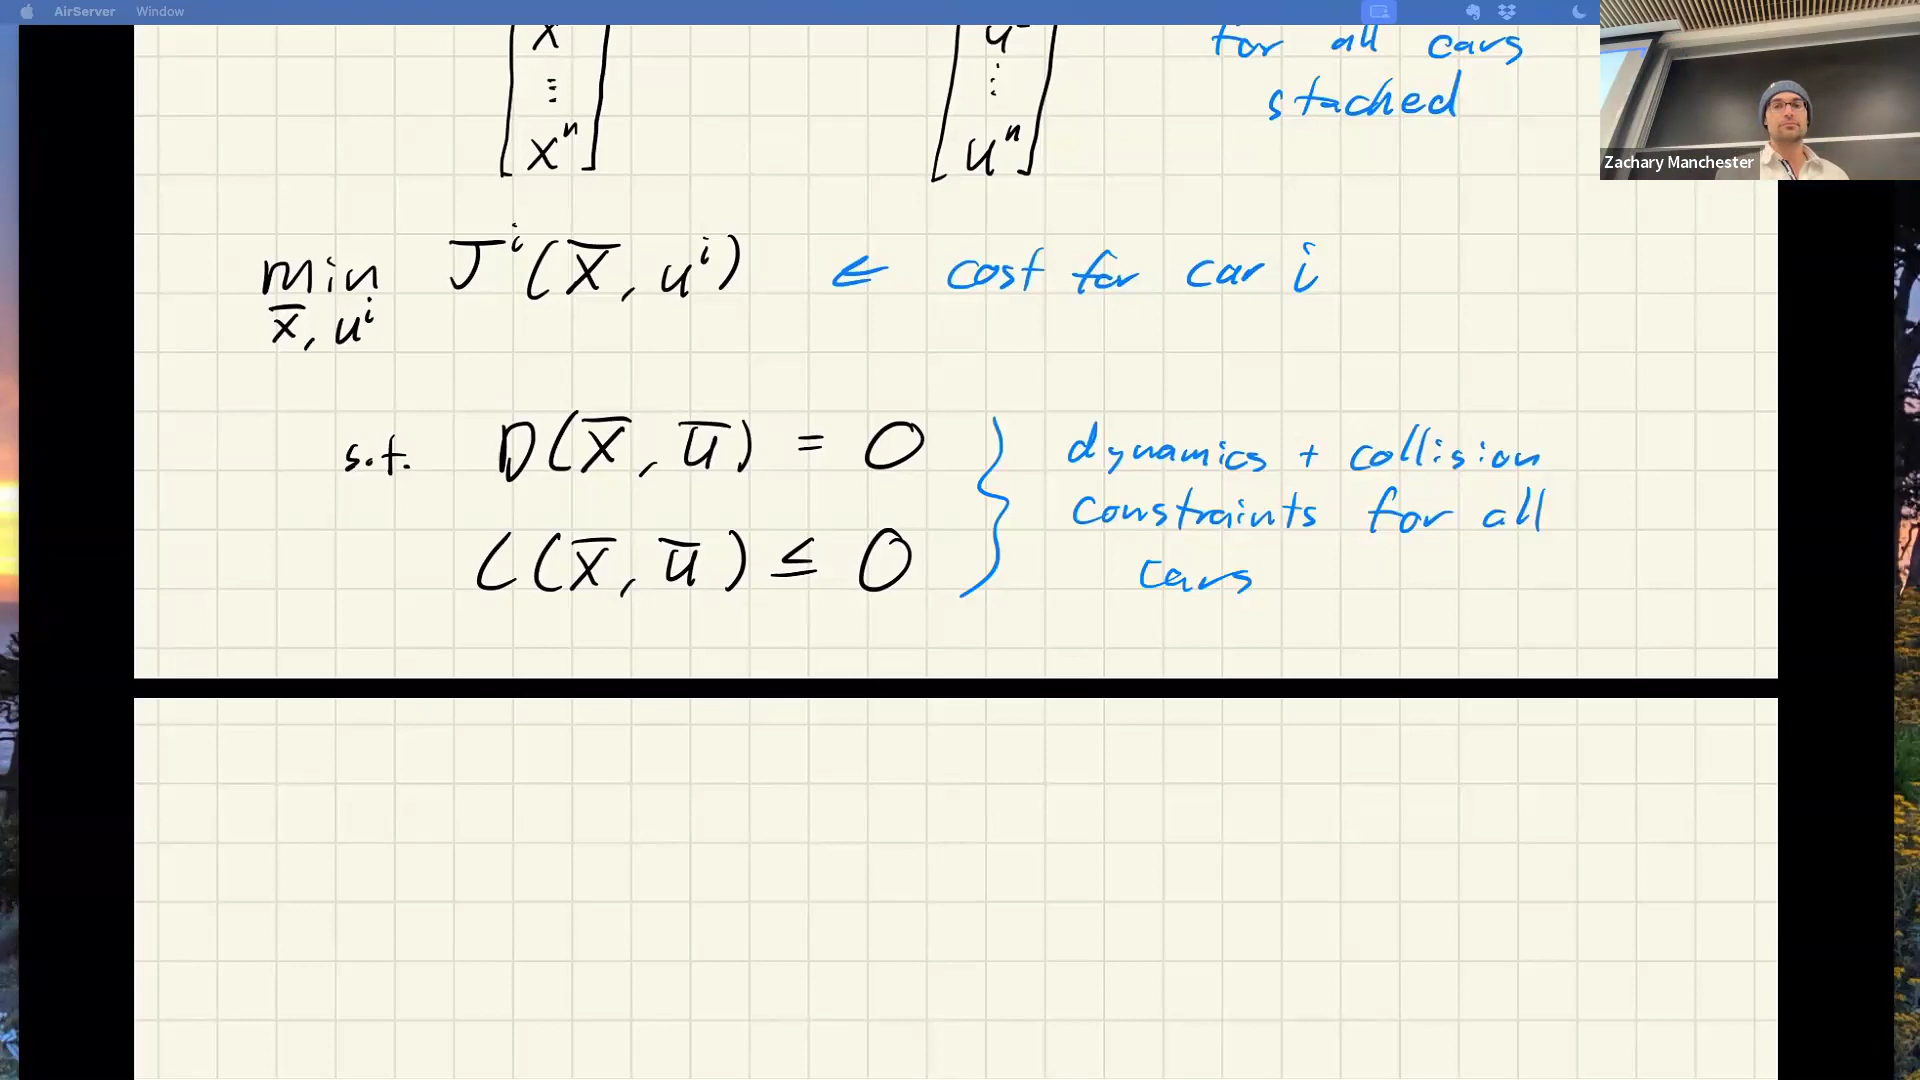 AirServer Window
x u for all cars
⋮ ⋮ stacked
xⁿ uⁿ
Zachary Manchester
min Jⁱ(x̄, uⁱ) ← cost for car i
x̄, uⁱ
s.t. D(x̄, ū) = 0 } dynamics + collision
constraints for all
C(x̄, ū) ≤ 0
cars